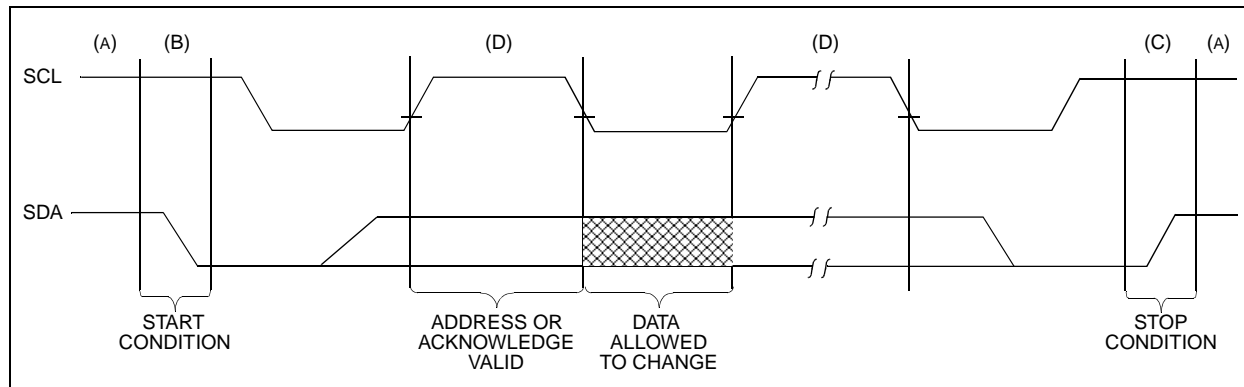 (A) (B) (D) (D) (C) (A)
SCL
SDA
START
CONDITION
ADDRESS OR
ACKNOWLEDGE
VALID
DATA
ALLOWED
TO CHANGE
STOP
CONDITION